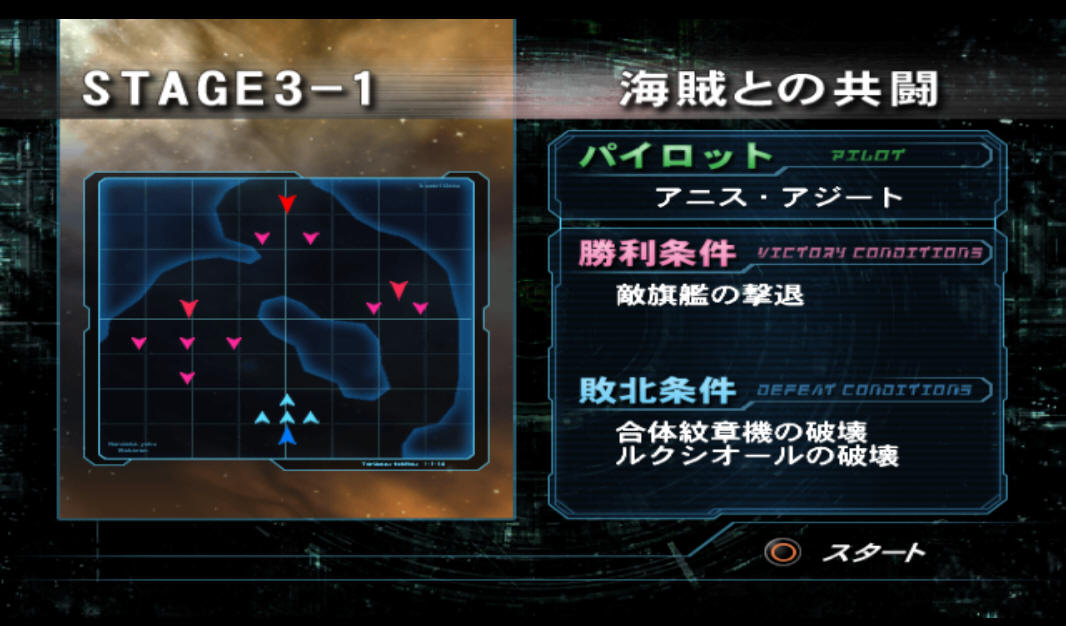 STAGE3-1
海賊との共闘
パイロット PILOT
アニス・アジート
勝利条件 VICTORY CONDITIONS
敵旗艦の撃退
敗北条件 DEFEAT CONDITIONS
合体紋章機の破壊
ルクシオールの破壊
スタート